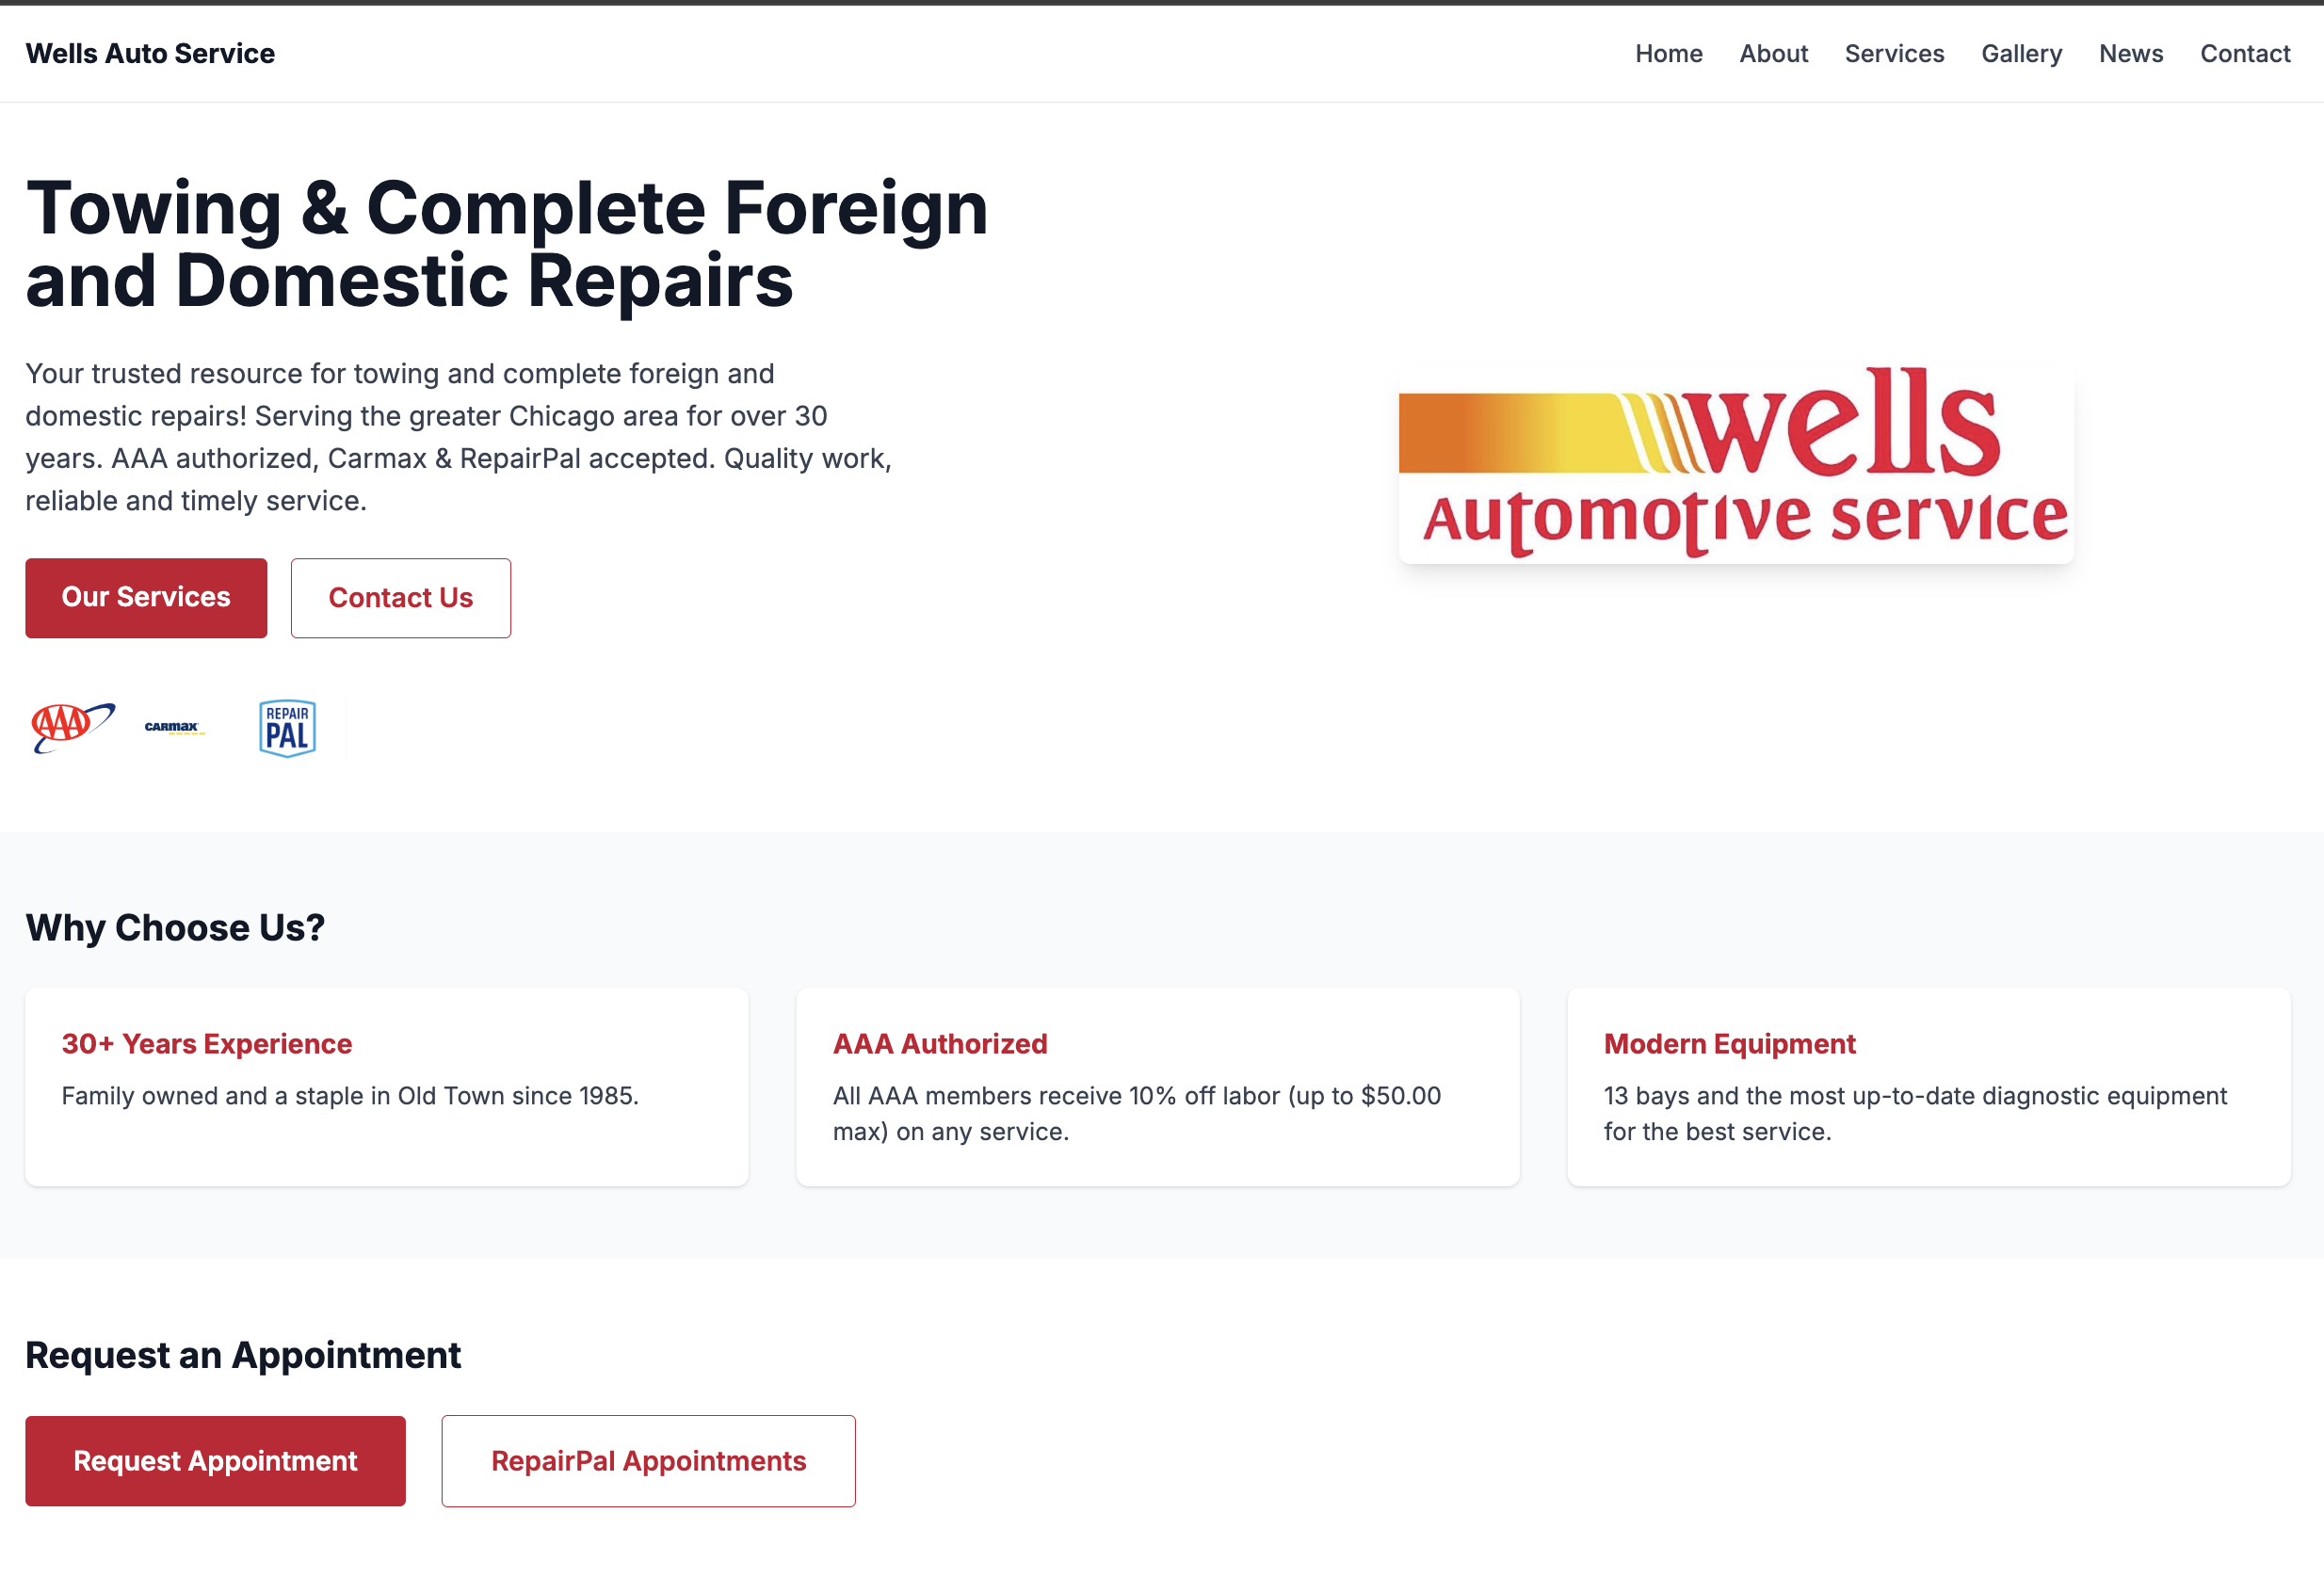 Wells Auto Service
Home About Services Gallery News Contact
Towing & Complete Foreign
and Domestic Repairs
Your trusted resource for towing and complete foreign and
domestic repairs! Serving the greater Chicago area for over 30
years. AAA authorized, Carmax & RepairPal accepted. Quality work,
reliable and timely service.
Our Services Contact Us
wells
Automotive service
AAA CARMAX REPAIR
PAL
Why Choose Us?
30+ Years Experience
Family owned and a staple in Old Town since 1985.
AAA Authorized
All AAA members receive 10% off labor (up to $50.00
max) on any service.
Modern Equipment
13 bays and the most up-to-date diagnostic equipment
for the best service.
Request an Appointment
Request Appointment RepairPal Appointments